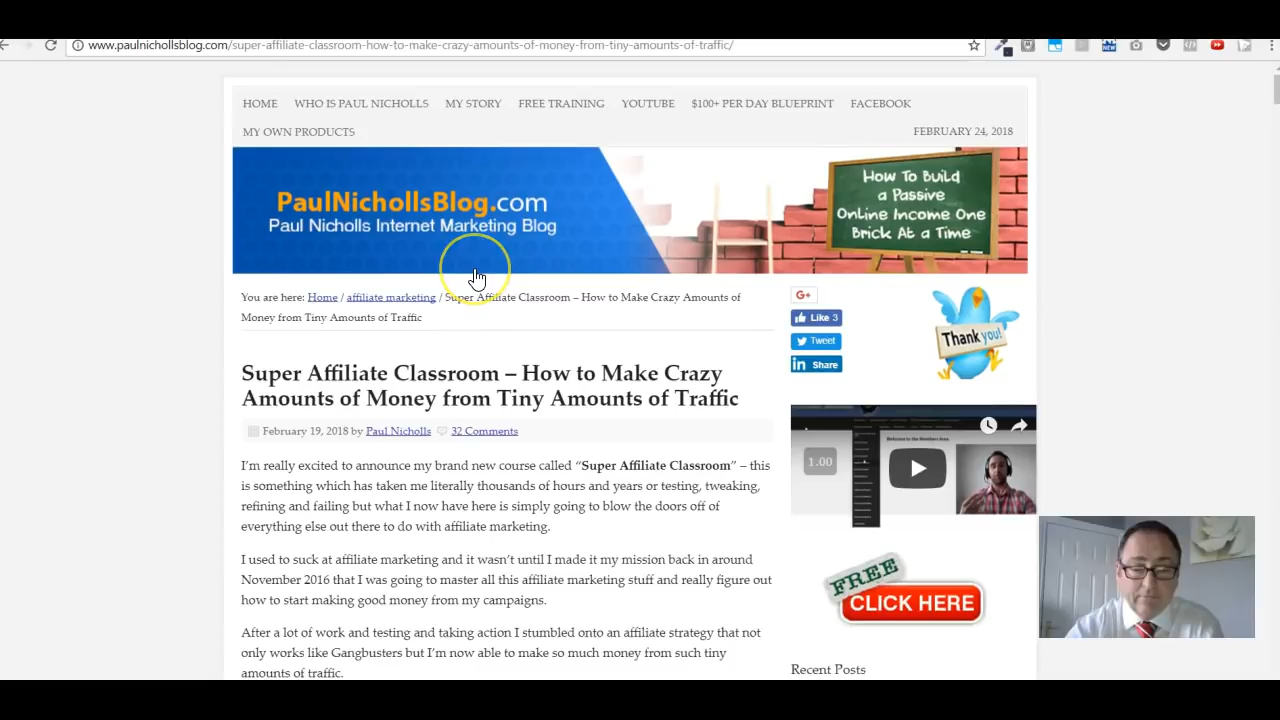 www.paulnichollsblog.com/super-affiliate-classroom-how-to-make-crazy-amounts-of-money-from-tiny-amounts-of-traffic/
NEW
HOME WHO IS PAUL NICHOLLS MY STORY FREE TRAINING YOUTUBE $100+ PER DAY BLUEPRINT FACEBOOK
MY OWN PRODUCTS FEBRUARY 24, 2018
PaulNichollsBlog.com
Paul Nicholls Internet Marketing Blog
How To Build
a Passive
Online Income One
Brick At a Time
You are here: Home / affiliate marketing / Super Affiliate Classroom – How to Make Crazy Amounts of
Money from Tiny Amounts of Traffic
G+
Like 3
Tweet
in Share
Thank you!
Super Affiliate Classroom – How to Make Crazy
Amounts of Money from Tiny Amounts of Traffic
February 19, 2018 by Paul Nicholls 32 Comments
I'm really excited to announce my brand new course called “Super Affiliate Classroom” – this
is something which has taken me literally thousands of hours and years or testing, tweaking,
refining and failing but what I now have here is simply going to blow the doors off of
everything else out there to do with affiliate marketing.
I used to suck at affiliate marketing and it wasn't until I made it my mission back in around
November 2016 that I was going to master all this affiliate marketing stuff and really figure out
how to start making good money from my campaigns.
After a lot of work and testing and taking action I stumbled onto an affiliate strategy that not
only works like Gangbusters but I'm now able to make so much money from such tiny
amounts of traffic.
Welcome to the Members Area
1.00
FREE
CLICK HERE
Recent Posts